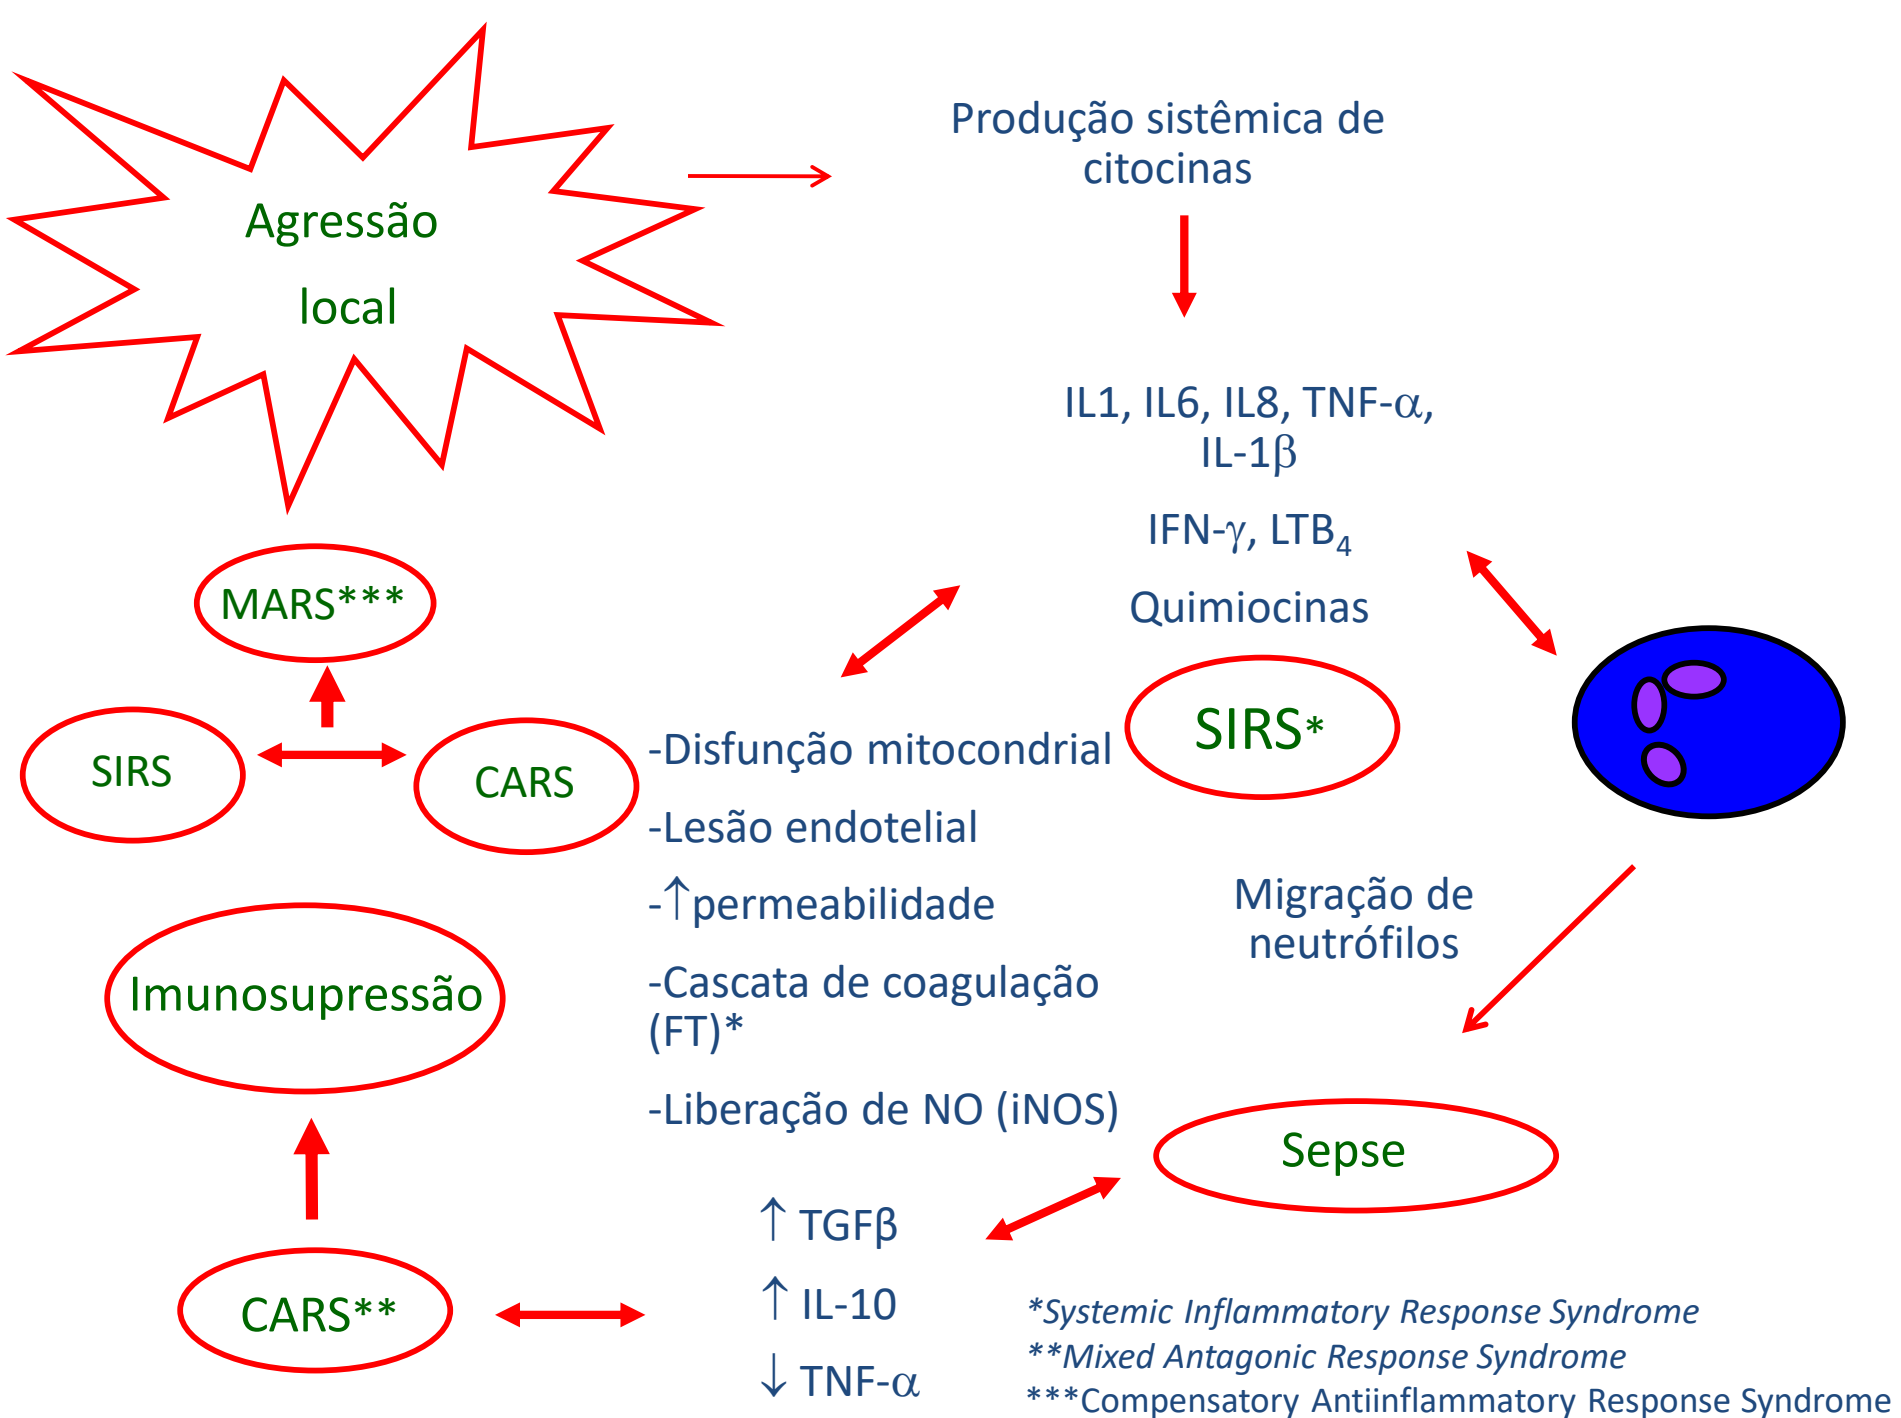 Agressão
local
Produção sistêmica de
citocinas
IL1, IL6, IL8, TNF-α,
IL-1β
IFN-γ, LTB₄
Quimiocinas
SIRS*
MARS***
SIRS
CARS
-Disfunção mitocondrial
-Lesão endotelial
-↑permeabilidade
-Cascata de coagulação
(FT)*
-Liberação de NO (iNOS)
Migração de
neutrófilos
Sepse
Imunosupressão
CARS**
↑ TGFβ
↑ IL-10
↓ TNF-α
*Systemic Inflammatory Response Syndrome
**Mixed Antagonic Response Syndrome
***Compensatory Antiinflammatory Response Syndrome